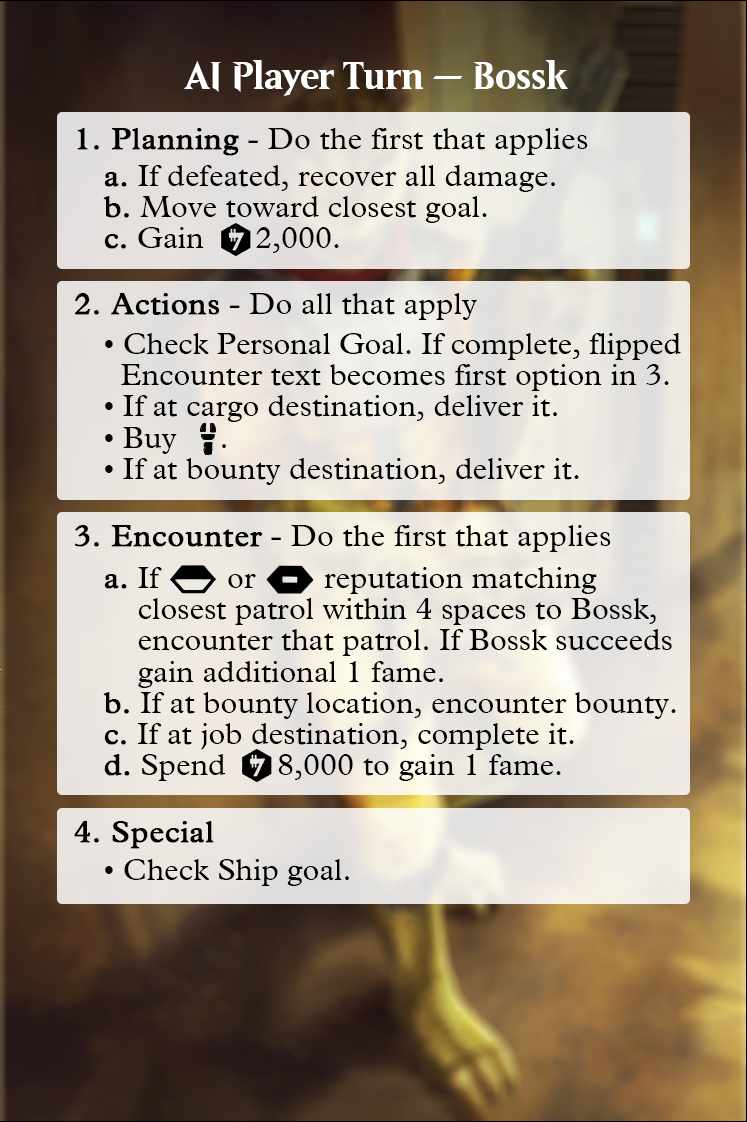 AI Player Turn — Bossk
1. Planning - Do the first that applies
a. If defeated, recover all damage.
b. Move toward closest goal.
c. Gain 2,000.
2. Actions - Do all that apply
• Check Personal Goal. If complete, flipped
Encounter text becomes first option in 3.
• If at cargo destination, deliver it.
• Buy .
• If at bounty destination, deliver it.
3. Encounter - Do the first that applies
a. If or reputation matching
closest patrol within 4 spaces to Bossk,
encounter that patrol. If Bossk succeeds
gain additional 1 fame.
b. If at bounty location, encounter bounty.
c. If at job destination, complete it.
d. Spend 8,000 to gain 1 fame.
4. Special
• Check Ship goal.